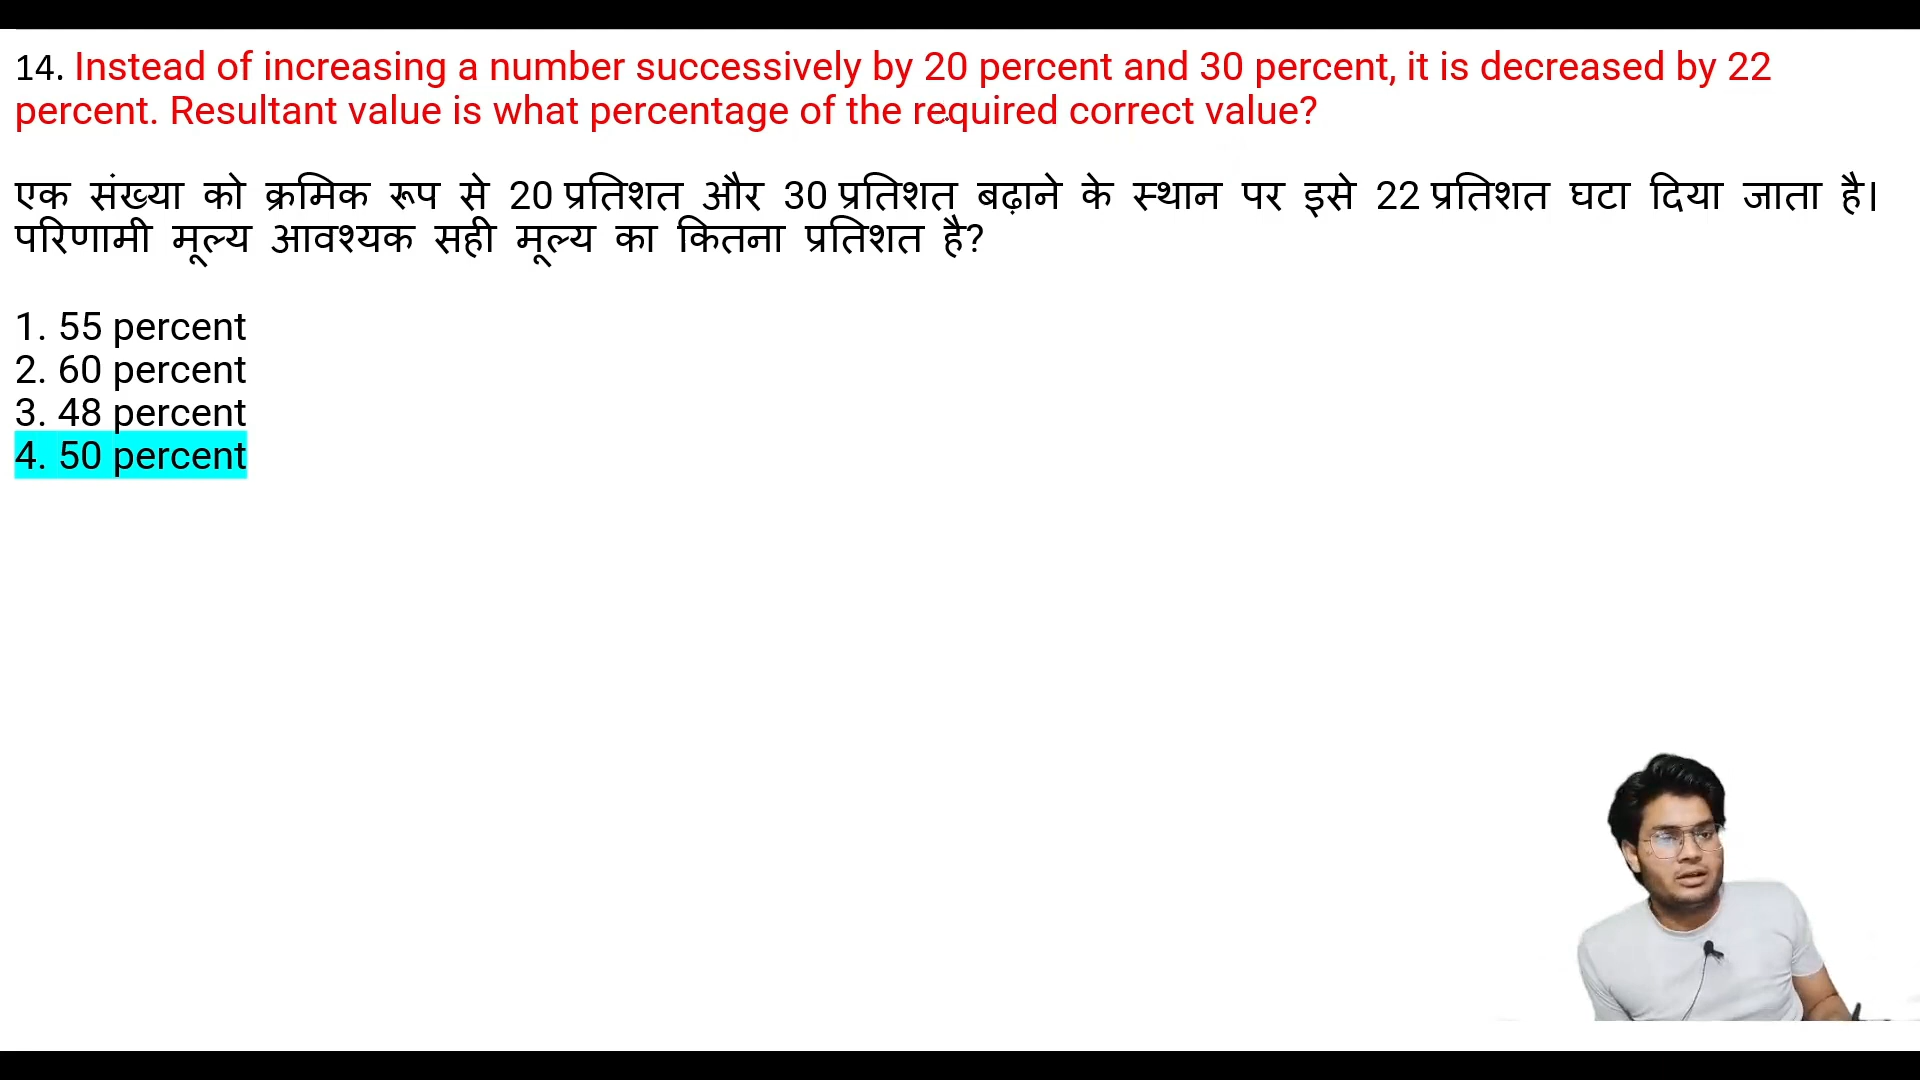 14. Instead of increasing a number successively by 20 percent and 30 percent, it is decreased by 22
percent. Resultant value is what percentage of the required correct value?
एक संख्या को क्रमिक रूप से 20 प्रतिशत और 30 प्रतिशत बढ़ाने के स्थान पर इसे 22 प्रतिशत घटा दिया जाता है।
परिणामी मूल्य आवश्यक सही मूल्य का कितना प्रतिशत है?
1. 55 percent
2. 60 percent
3. 48 percent
4. 50 percent